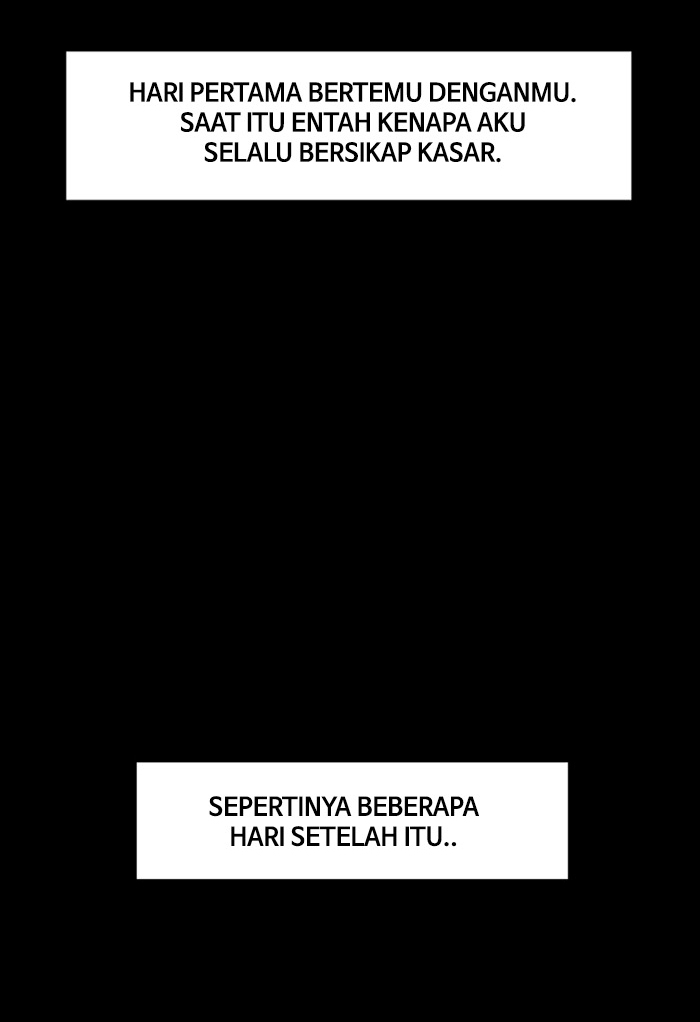 HARI PERTAMA BERTEMU DENGANMU.
SAAT ITU ENTAH KENAPA AKU
SELALU BERSIKAP KASAR.
SEPERTINYA BEBERAPA
HARI SETELAH ITU..